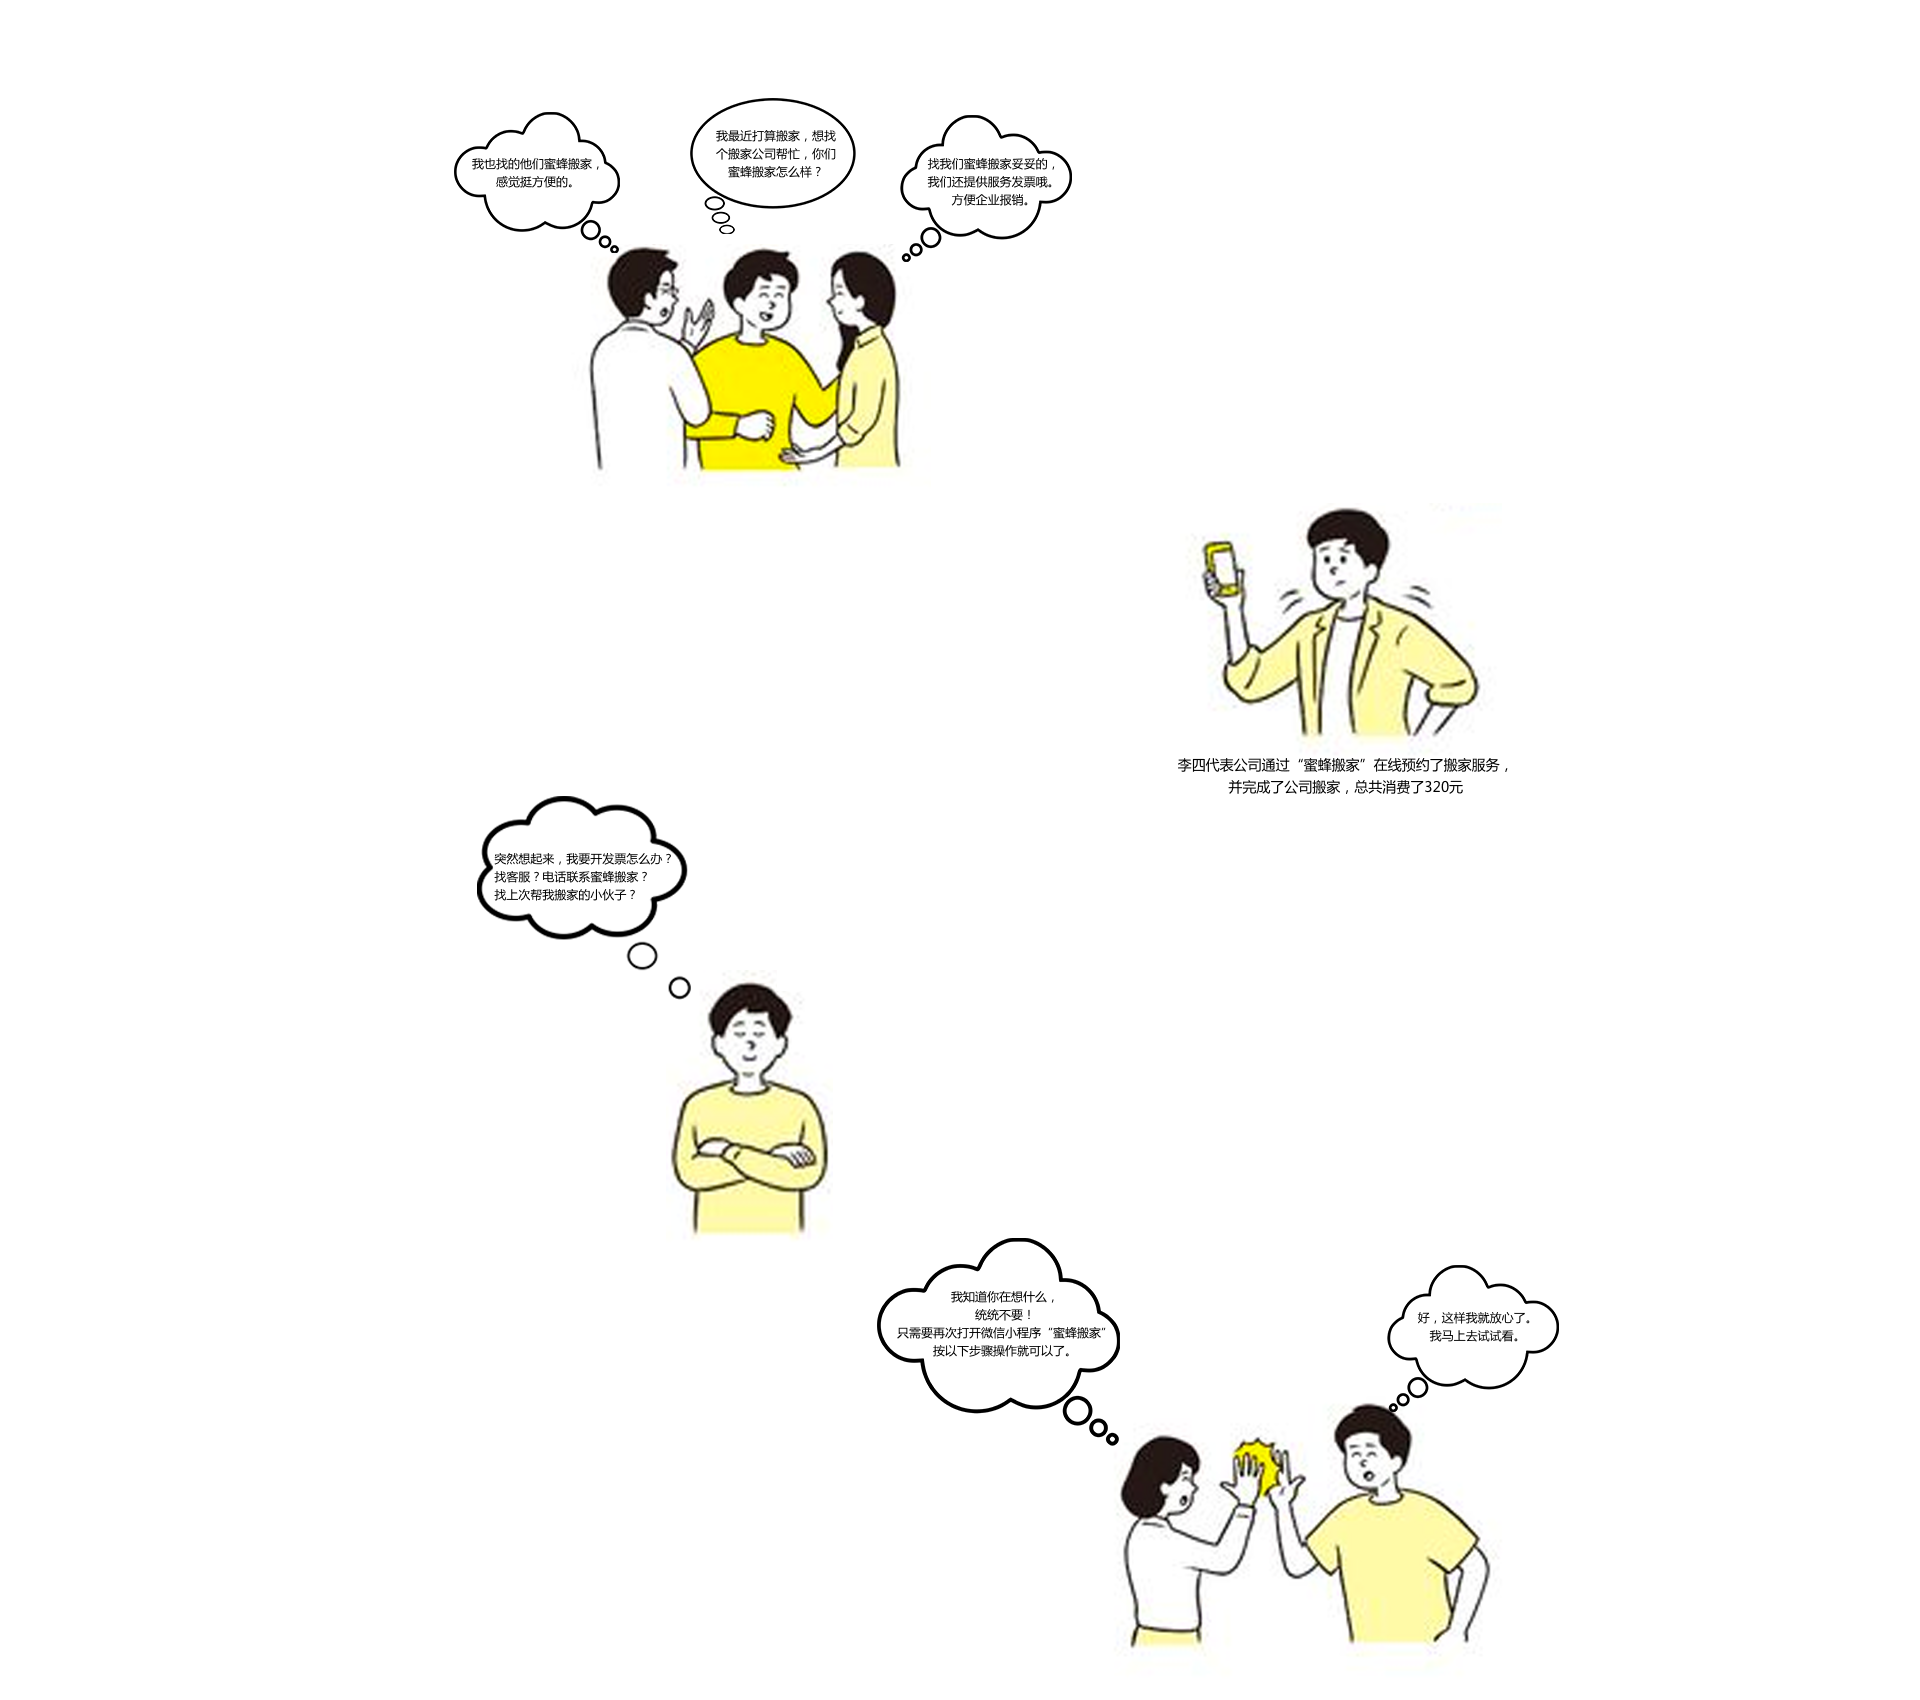 我也找的他们蜜蜂搬家，
感觉挺方便的。
我最近打算搬家，想找
个搬家公司帮忙，你们
蜜蜂搬家怎么样？
找我们蜜蜂搬家妥妥的，
我们还提供服务发票哦。
方便企业报销。
李四代表公司通过“蜜蜂搬家”在线预约了搬家服务，
并完成了公司搬家，总共消费了320元
突然想起来，我要开发票怎么办？
找客服？电话联系蜜蜂搬家？
找上次帮我搬家的小伙子？
我知道你在想什么，
统统不要！
只需要再次打开微信小程序“蜜蜂搬家”
按以下步骤操作就可以了。
好，这样我就放心了。
我马上去试试看。